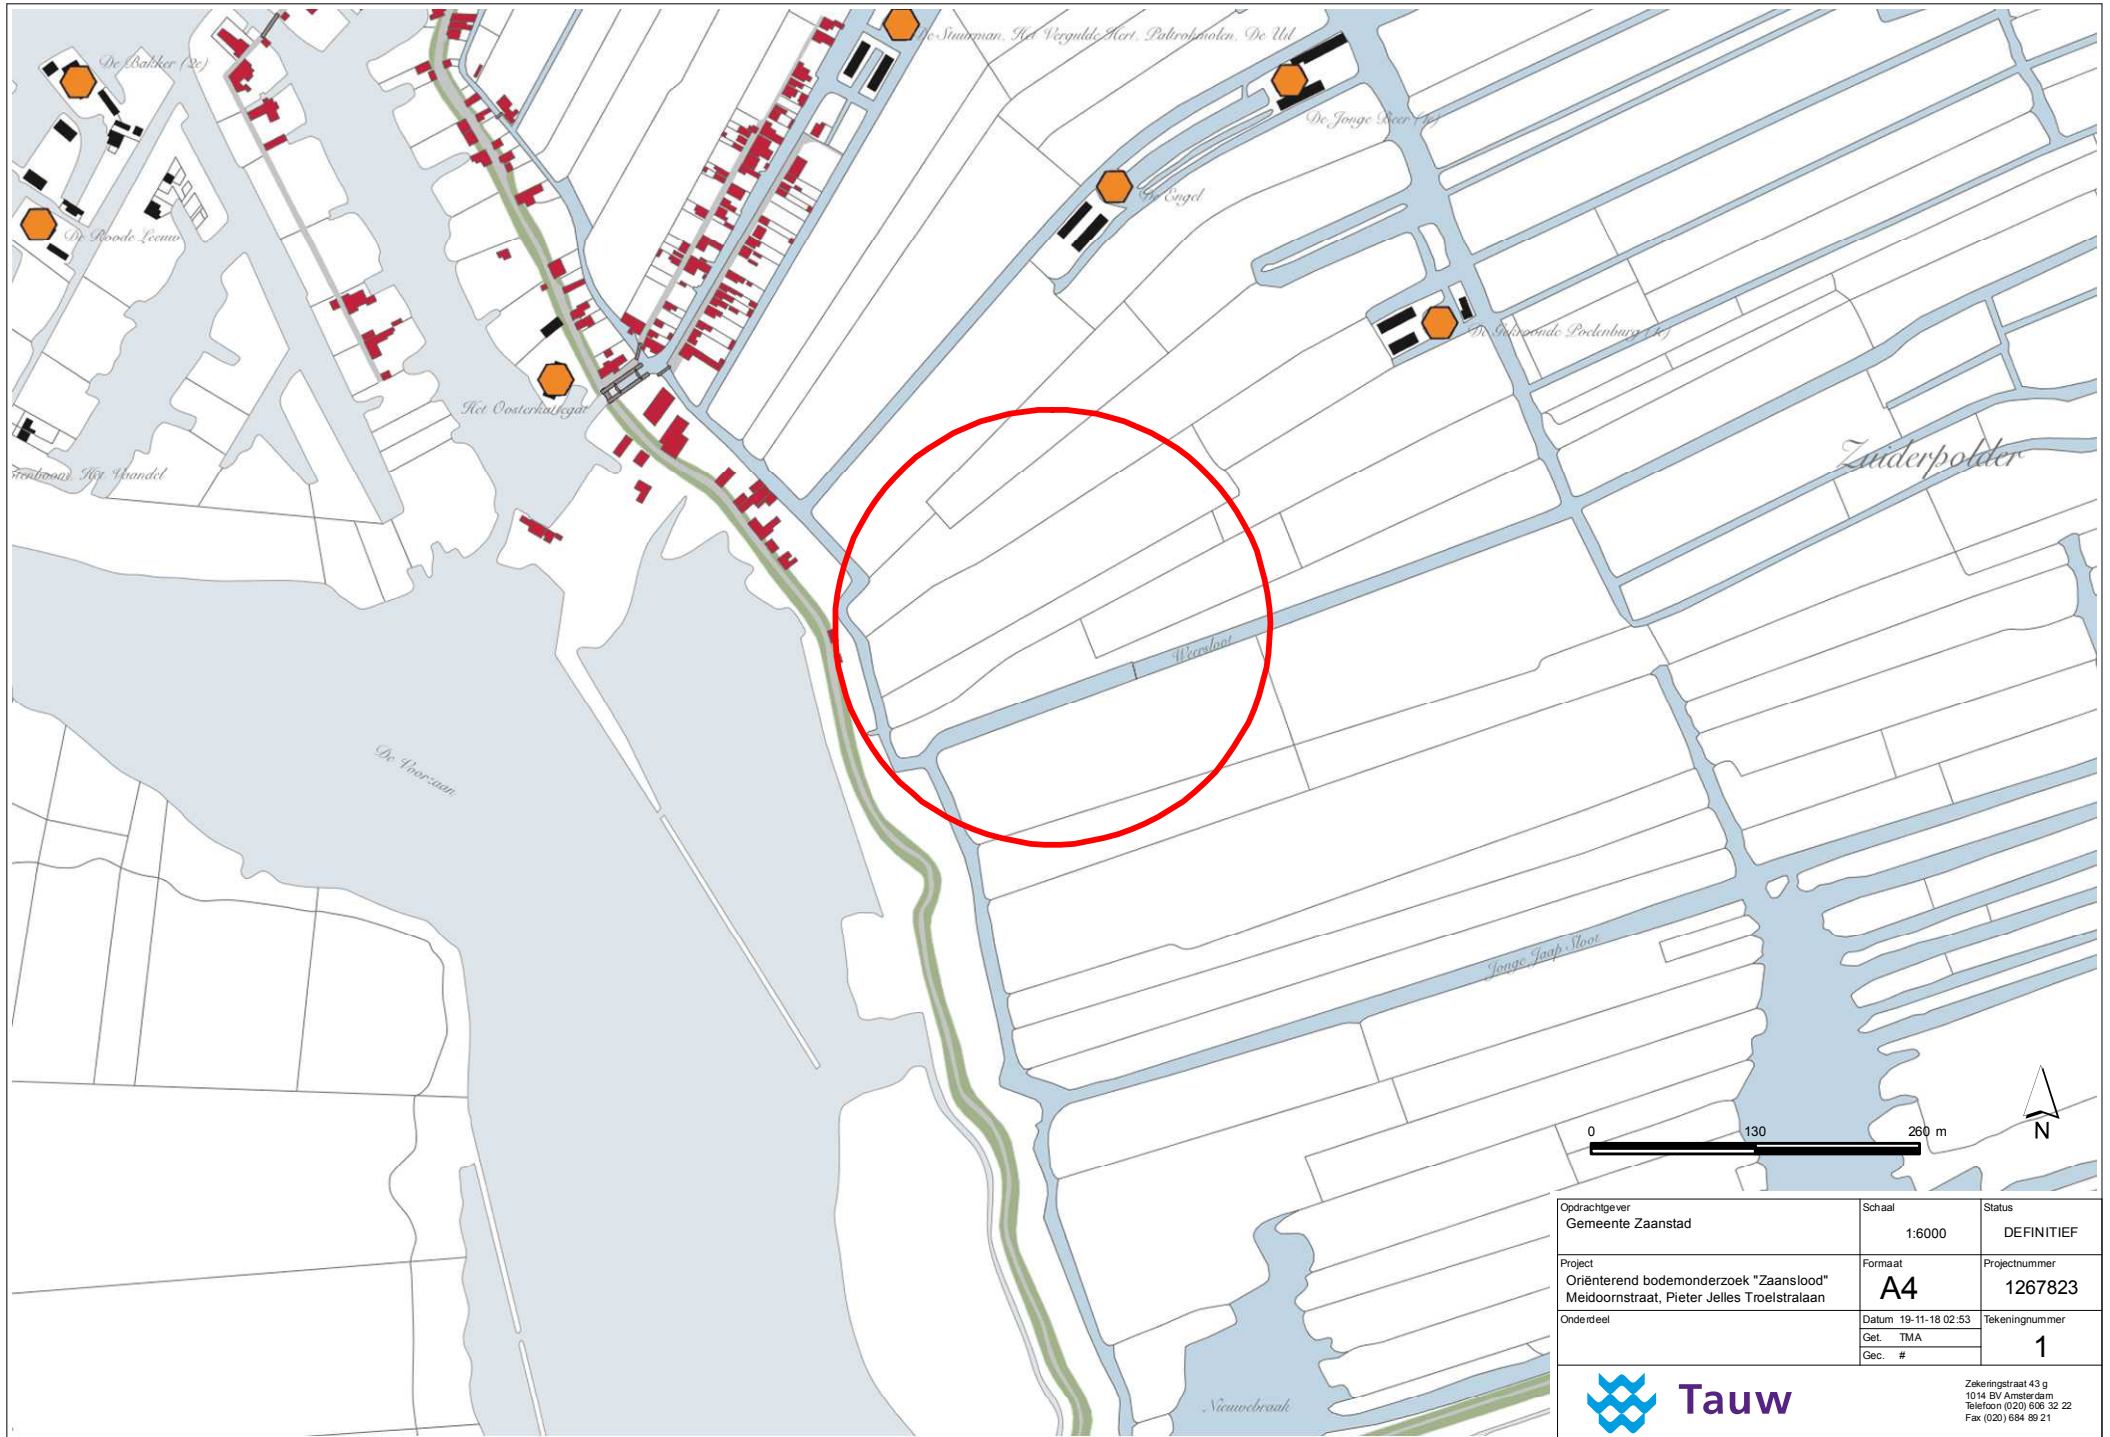 De Bakker (2e)
De Stuurman, Het Vergulde Hert, Paltrokmolen, De Uil
De Jonge Beer (1e)
De Engel
De Roode Leeuw
De Gekroonde Poelenburg (1e)
Het Oosterkattegat
Het Vaandel
Zuiderpolder
Weersloot
De Voorzaan
Jonge Jaap Sloot
Nieuwebraak
0 130 260 m
N
Opdrachtgever
Gemeente Zaanstad
Schaal
1:6000
Status
DEFINITIEF
Project
Oriënterend bodemonderzoek "Zaanslood"
Meidoornstraat, Pieter Jelles Troelstralaan
Formaat
A4
Projectnummer
1267823
Onderdeel
Datum 19-11-18 02:53
Get. TMA
Gec. #
Tekeningnummer
1
Tauw
Zekeringstraat 43 g
1014 BV Amsterdam
Telefoon (020) 606 32 22
Fax (020) 684 89 21